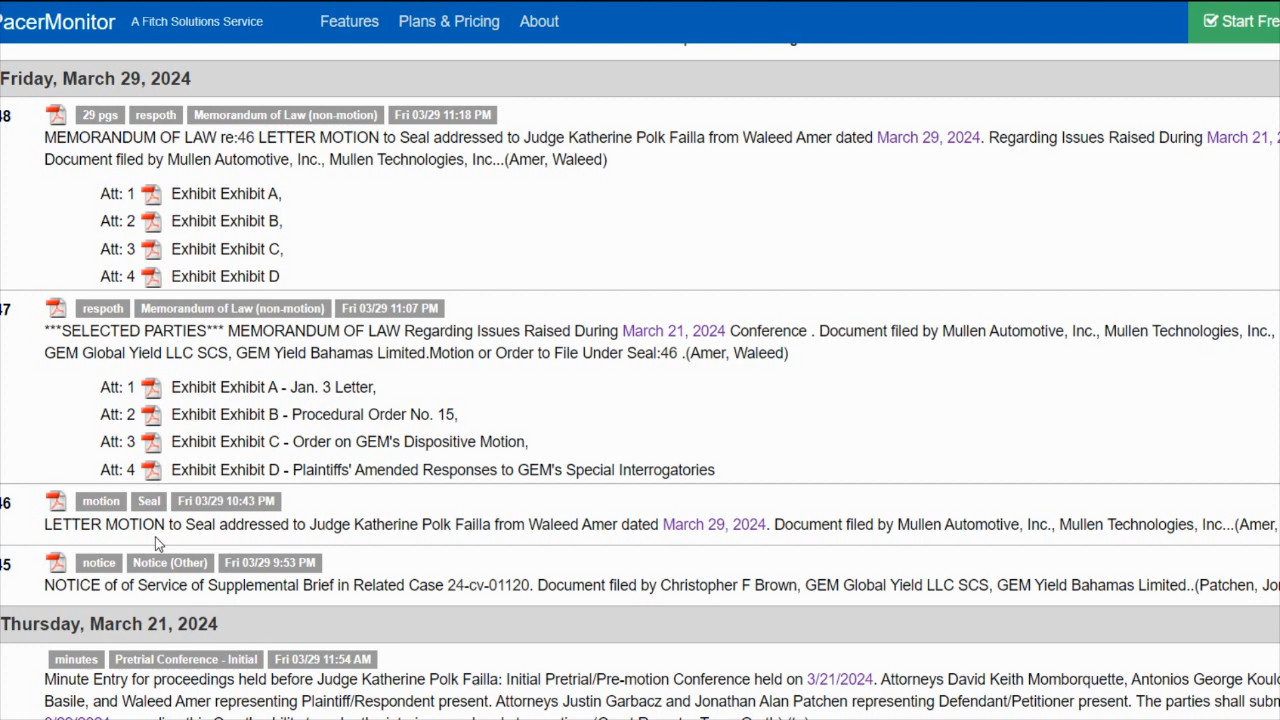 PacerMonitor A Fitch Solutions Service Features Plans & Pricing About Start Fre
Friday, March 29, 2024
48 29 pgs respoth Memorandum of Law (non-motion) Fri 03/29 11:18 PM
MEMORANDUM OF LAW re:46 LETTER MOTION to Seal addressed to Judge Katherine Polk Failla from Waleed Amer dated March 29, 2024. Regarding Issues Raised During March 21, 2
Document filed by Mullen Automotive, Inc., Mullen Technologies, Inc...(Amer, Waleed)
Att: 1 Exhibit Exhibit A,
Att: 2 Exhibit Exhibit B,
Att: 3 Exhibit Exhibit C,
Att: 4 Exhibit Exhibit D
47 respoth Memorandum of Law (non-motion) Fri 03/29 11:07 PM
***SELECTED PARTIES*** MEMORANDUM OF LAW Regarding Issues Raised During March 21, 2024 Conference . Document filed by Mullen Automotive, Inc., Mullen Technologies, Inc.,
GEM Global Yield LLC SCS, GEM Yield Bahamas Limited.Motion or Order to File Under Seal:46 .(Amer, Waleed)
Att: 1 Exhibit Exhibit A - Jan. 3 Letter,
Att: 2 Exhibit Exhibit B - Procedural Order No. 15,
Att: 3 Exhibit Exhibit C - Order on GEM's Dispositive Motion,
Att: 4 Exhibit Exhibit D - Plaintiffs' Amended Responses to GEM's Special Interrogatories
46 motion Seal Fri 03/29 10:43 PM
LETTER MOTION to Seal addressed to Judge Katherine Polk Failla from Waleed Amer dated March 29, 2024. Document filed by Mullen Automotive, Inc., Mullen Technologies, Inc...(Amer,
45 notice Notice (Other) Fri 03/29 9:53 PM
NOTICE of of Service of Supplemental Brief in Related Case 24-cv-01120. Document filed by Christopher F Brown, GEM Global Yield LLC SCS, GEM Yield Bahamas Limited..(Patchen, Jo
Thursday, March 21, 2024
minutes Pretrial Conference - Initial Fri 03/29 11:54 AM
Minute Entry for proceedings held before Judge Katherine Polk Failla: Initial Pretrial/Pre-motion Conference held on 3/21/2024. Attorneys David Keith Momborquette, Antonios George Koul
Basile, and Waleed Amer representing Plaintiff/Respondent present. Attorneys Justin Garbacz and Jonathan Alan Patchen representing Defendant/Petitioner present. The parties shall subm